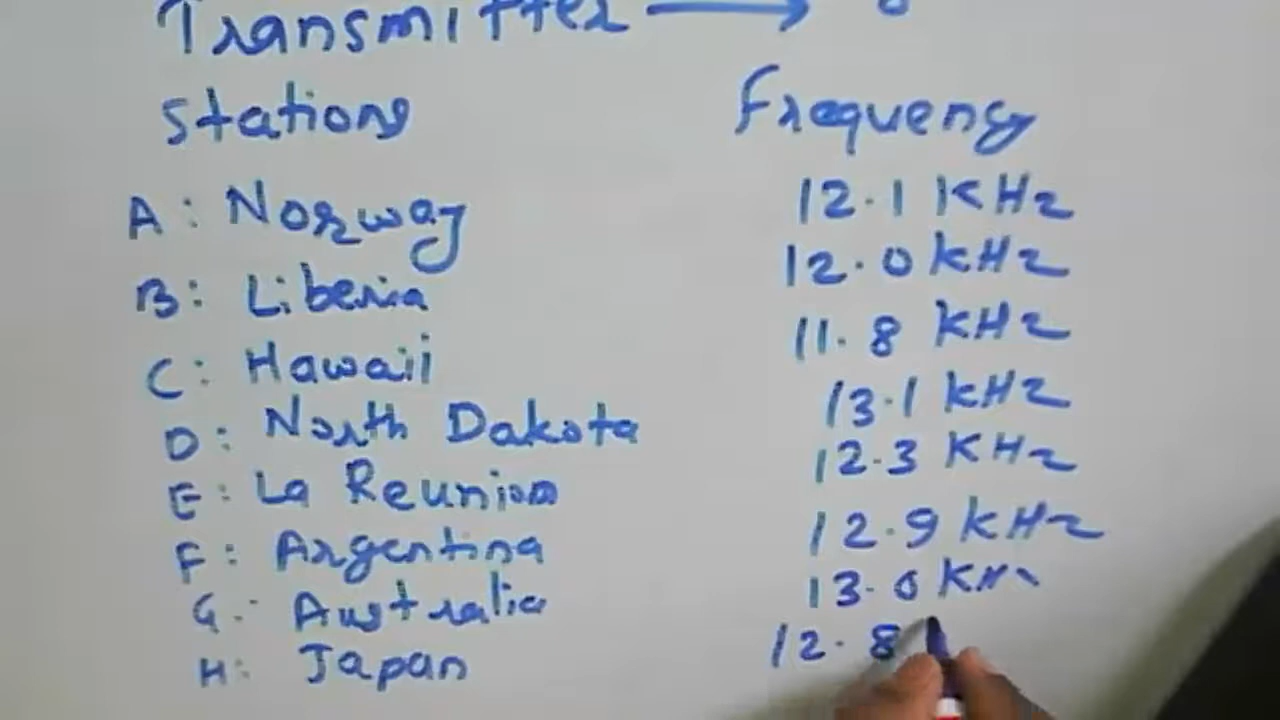 Transmitter
Stations Frequency
A: Norway 12.1 KHz
B: Liberia 12.0 KHz
C: Hawaii 11.8 KHz
D: North Dakota 13.1 KHz
E: La Reunion 12.3 KHz
F: Argentina 12.9 KHz
G: Australia 13.0 KHz
H: Japan 12.8